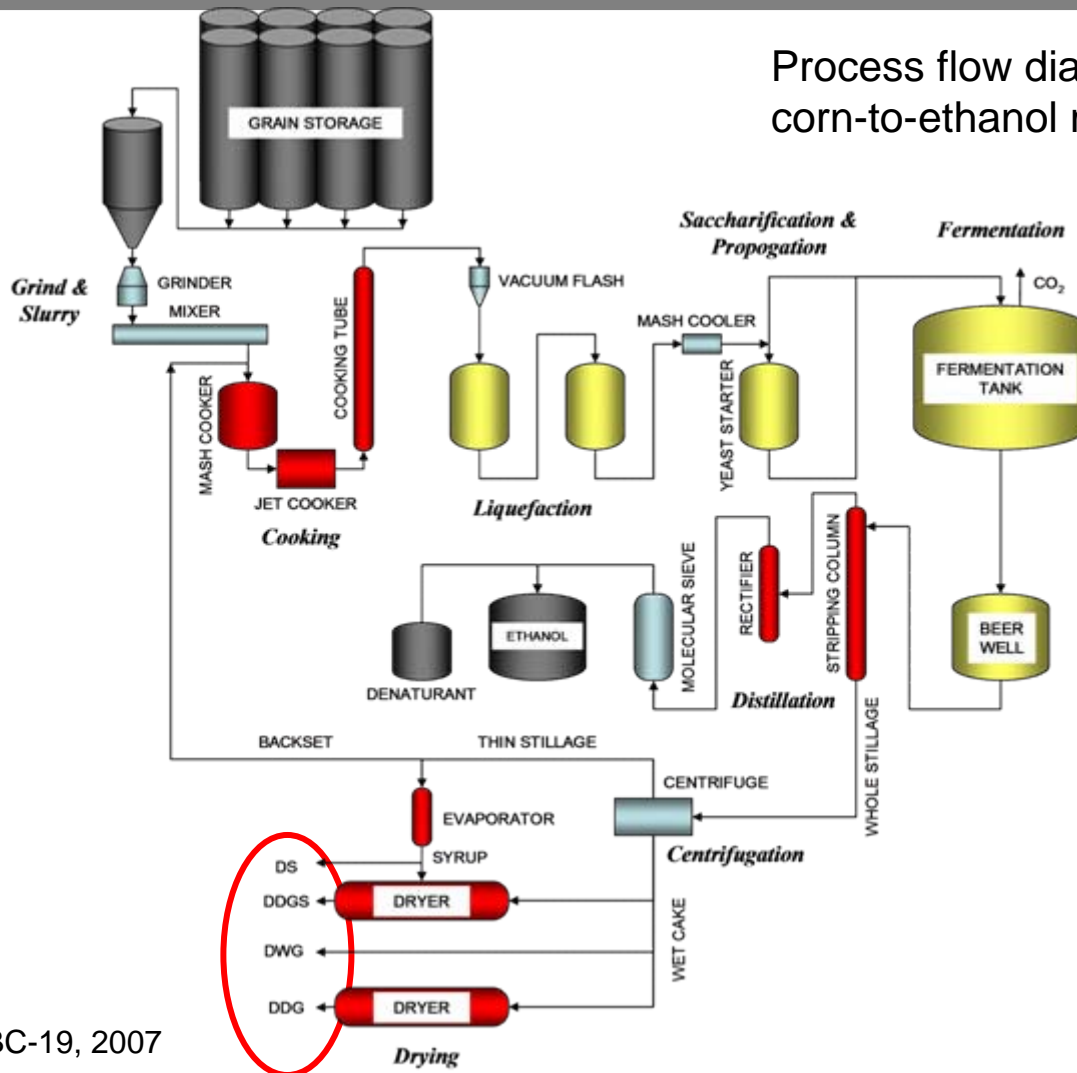 Process flow dia
corn-to-ethanol r
GRAIN STORAGE
Saccharification &
Propogation
Fermentation
Grind &
Slurry
GRINDER
MIXER
COOKING TUBE
VACUUM FLASH
MASH COOLER
CO₂
FERMENTATION
TANK
MASH COOKER
JET COOKER
Cooking
Liquefaction
YEAST STARTER
MOLECULAR SIEVE
RECTIFIER
STRIPPING COLUMN
BEER
WELL
ETHANOL
DENATURANT
Distillation
BACKSET
THIN STILLAGE
WHOLE STILLAGE
CENTRIFUGE
EVAPORATOR
Centrifugation
SYRUP
DS
DDGS
DRYER
WET CAKE
DWG
DDG
DRYER
Drying
BC-19, 2007